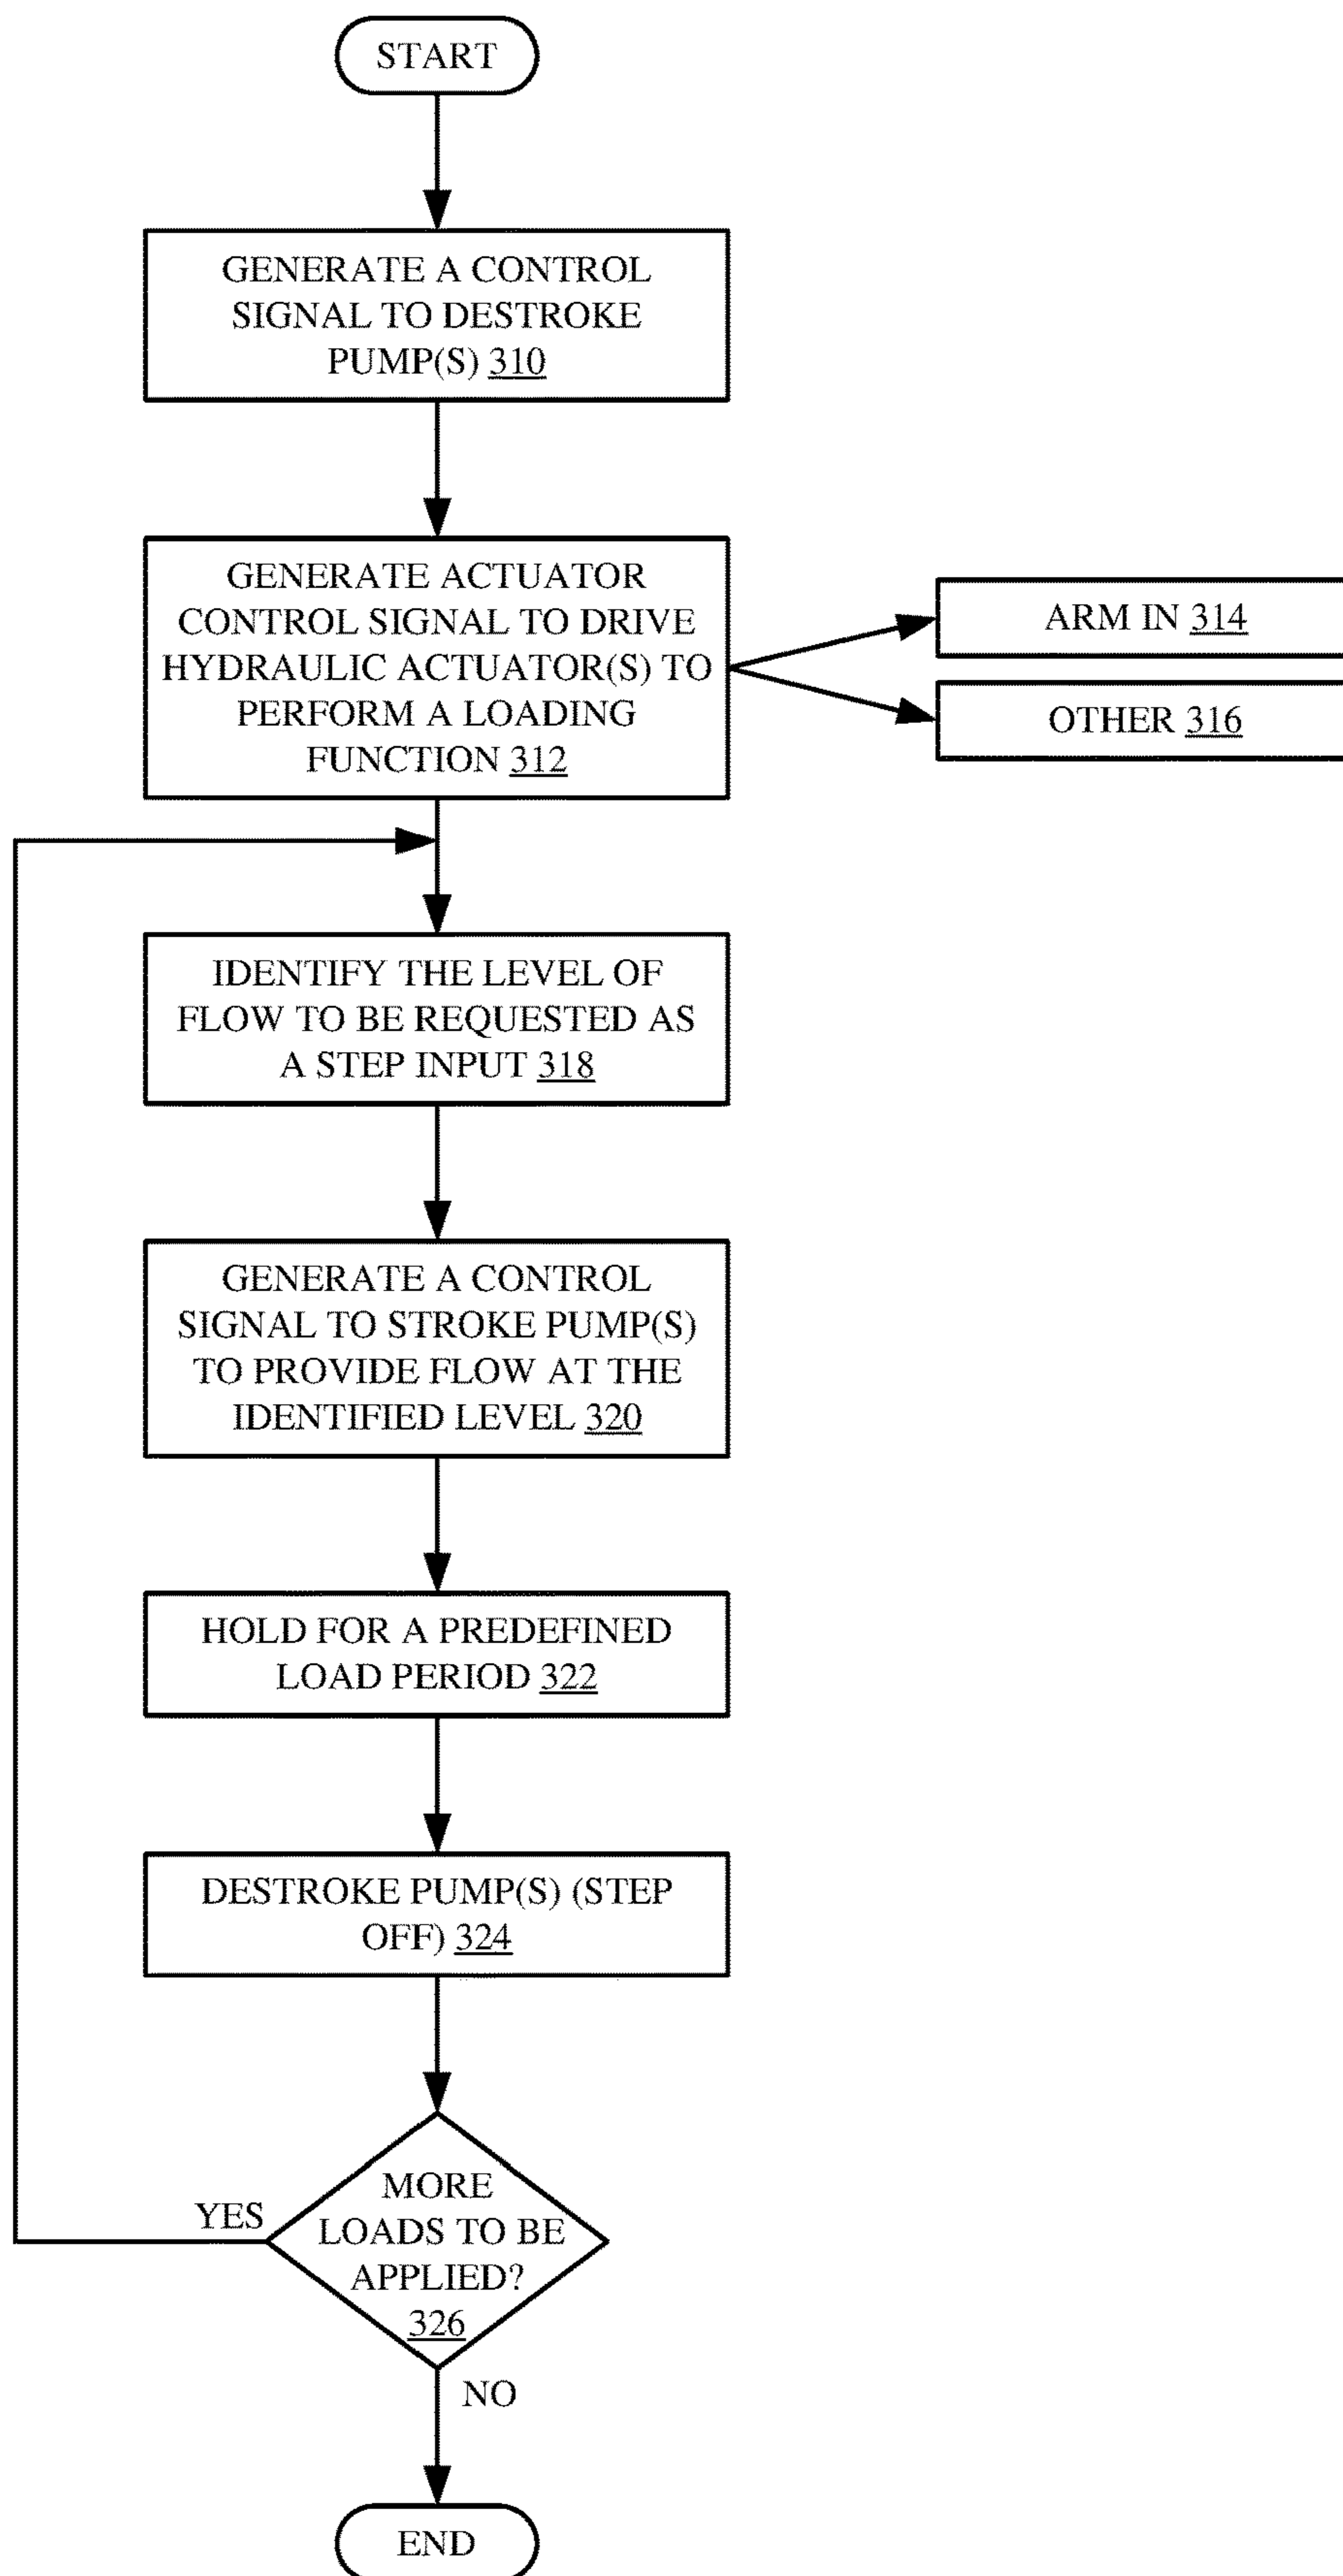 START
GENERATE A CONTROL
SIGNAL TO DESTROKE
PUMP(S) 310
GENERATE ACTUATOR
CONTROL SIGNAL TO DRIVE
HYDRAULIC ACTUATOR(S) TO
PERFORM A LOADING
FUNCTION 312
ARM IN 314
OTHER 316
IDENTIFY THE LEVEL OF
FLOW TO BE REQUESTED AS
A STEP INPUT 318
GENERATE A CONTROL
SIGNAL TO STROKE PUMP(S)
TO PROVIDE FLOW AT THE
IDENTIFIED LEVEL 320
HOLD FOR A PREDEFINED
LOAD PERIOD 322
DESTROKE PUMP(S) (STEP
OFF) 324
YES
MORE
LOADS TO BE
APPLIED?
326
NO
END